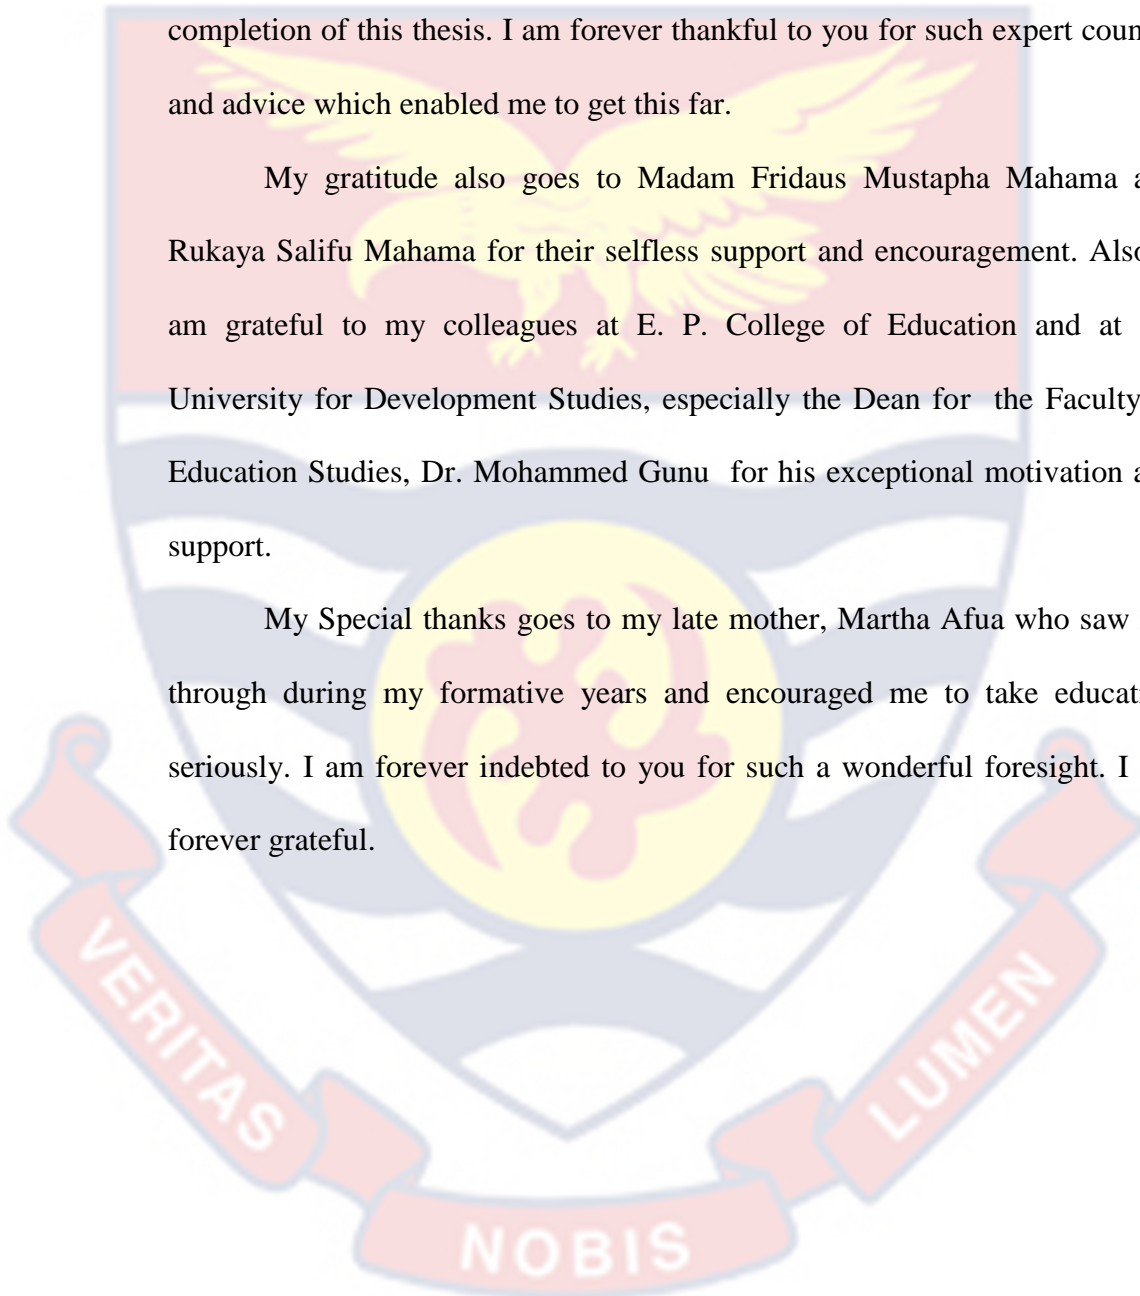 completion of this thesis. I am forever thankful to you for such expert coun
and advice which enabled me to get this far.
My gratitude also goes to Madam Fridaus Mustapha Mahama a
Rukaya Salifu Mahama for their selfless support and encouragement. Also
am grateful to my colleagues at E. P. College of Education and at
University for Development Studies, especially the Dean for the Faculty
Education Studies, Dr. Mohammed Gunu for his exceptional motivation a
support.
My Special thanks goes to my late mother, Martha Afua who saw
through during my formative years and encouraged me to take educati
seriously. I am forever indebted to you for such a wonderful foresight. I
forever grateful.
VERITAS
NOBIS
LUMEN